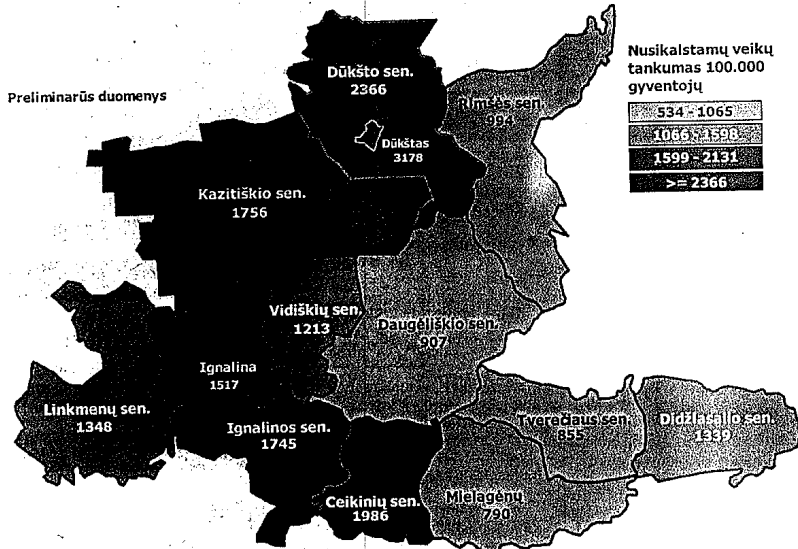 Preliminarūs duomenys
Nusikalstamų veikų
tankumas 100.000
gyventojų
534 - 1065
1066 - 1598
1599 - 2131
>= 2366
Dūkšto sen.
2366
Rimšės sen.
994
Dūkštas
3178
Kazitiškio sen.
1756
Vidiškių sen.
1213
Daugėliškio sen.
907
Ignalina
1517
Linkmenų sen.
1348
Ignalinos sen.
1745
Tverečiaus sen.
855
Didžiasalio sen.
1339
Ceikinių sen.
1986
Mielagėnų
790